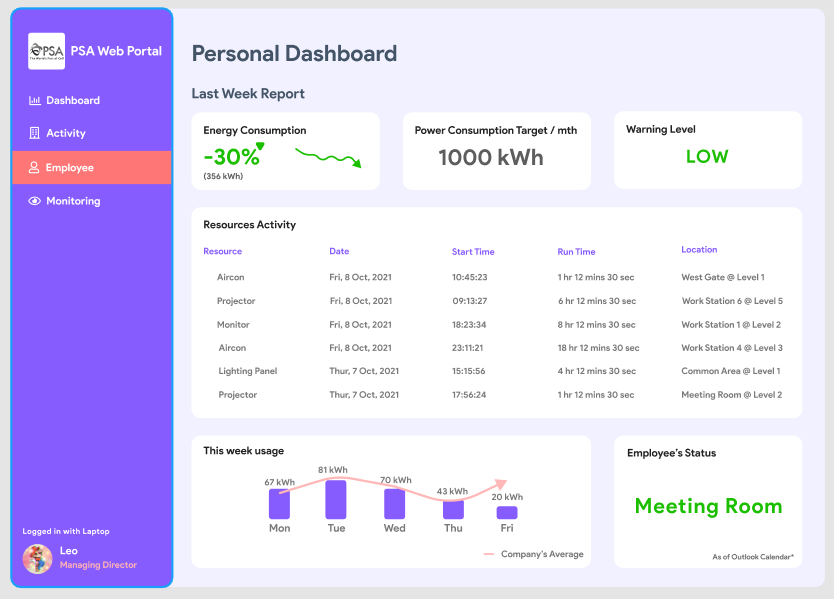 PSA
The World's Port of Call
PSA Web Portal
Dashboard
Activity
Employee
Monitoring
Logged in with Laptop
Leo
Managing Director
Personal Dashboard
Last Week Report
Energy Consumption
-30%
(356 kWh)
Power Consumption Target / mth
1000 kWh
Warning Level
LOW
Resources Activity
Resource Date Start Time Run Time Location
Aircon Fri, 8 Oct, 2021 10:45:23 1 hr 12 mins 30 sec West Gate @ Level 1
Projector Fri, 8 Oct, 2021 09:13:27 6 hr 12 mins 30 sec Work Station 6 @ Level 5
Monitor Fri, 8 Oct, 2021 18:23:34 8 hr 12 mins 30 sec Work Station 1 @ Level 2
Aircon Fri, 8 Oct, 2021 23:11:21 18 hr 12 mins 30 sec Work Station 4 @ Level 3
Lighting Panel Thur, 7 Oct, 2021 15:15:56 4 hr 12 mins 30 sec Common Area @ Level 1
Projector Thur, 7 Oct, 2021 17:56:24 1 hr 12 mins 30 sec Meeting Room @ Level 2
This week usage
67 kWh 81 kWh 70 kWh 43 kWh 20 kWh
Mon Tue Wed Thu Fri
Company's Average
Employee's Status
Meeting Room
As of Outlook Calendar*